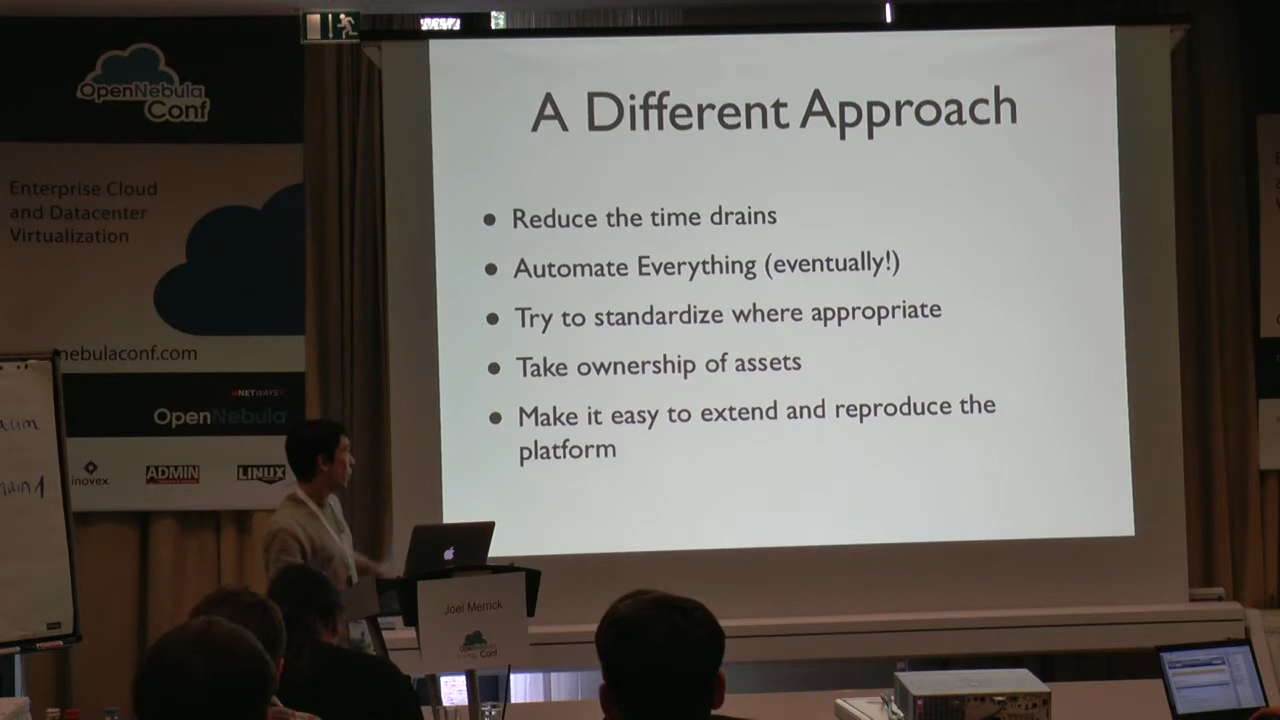 OpenNebula
Conf
Enterprise Cloud
and Datacenter
Virtualization
nebulaconf.com
NETWAYS
OpenNebula
inovex
ADMIN
LINUX
A Different Approach
• Reduce the time drains
• Automate Everything (eventually!)
• Try to standardize where appropriate
• Take ownership of assets
• Make it easy to extend and reproduce the
platform
Joel Merrick
Conf